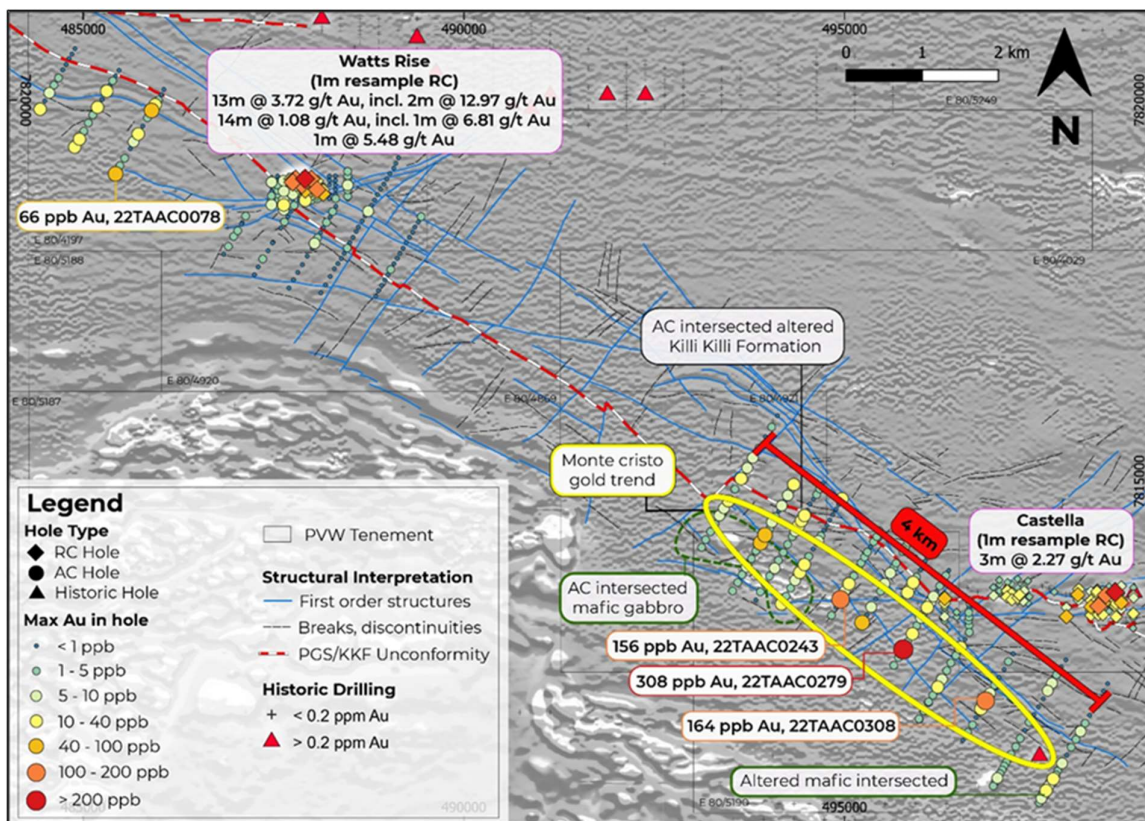 485000
490000
495000
7820000
7820000
Watts Rise
(1m resample RC)
13m @ 3.72 g/t Au, incl. 2m @ 12.97 g/t Au
14m @ 1.08 g/t Au, incl. 1m @ 6.81 g/t Au
1m @ 5.48 g/t Au
0 1 2 km
E 80/5249
N
66 ppb Au, 22TAAC0078
E 80/4197
E 80/5188
E 80/4029
AC intersected altered
Killi Killi Formation
E 80/4920
E 80/5187
E 80/4869
E 80/4921
Monte cristo
gold trend
7815000
4 km
Castella
(1m resample RC)
3m @ 2.27 g/t Au
AC intersected
mafic gabbro
156 ppb Au, 22TAAC0243
308 ppb Au, 22TAAC0279
164 ppb Au, 22TAAC0308
Altered mafic intersected
E 80/5190
Legend
Hole Type
RC Hole
AC Hole
Historic Hole
Max Au in hole
< 1 ppb
1 - 5 ppb
5 - 10 ppb
10 - 40 ppb
40 - 100 ppb
100 - 200 ppb
> 200 ppb
PVW Tenement
Structural Interpretation
First order structures
Breaks, discontinuities
PGS/KKF Unconformity
Historic Drilling
< 0.2 ppm Au
> 0.2 ppm Au
485000
490000
495000